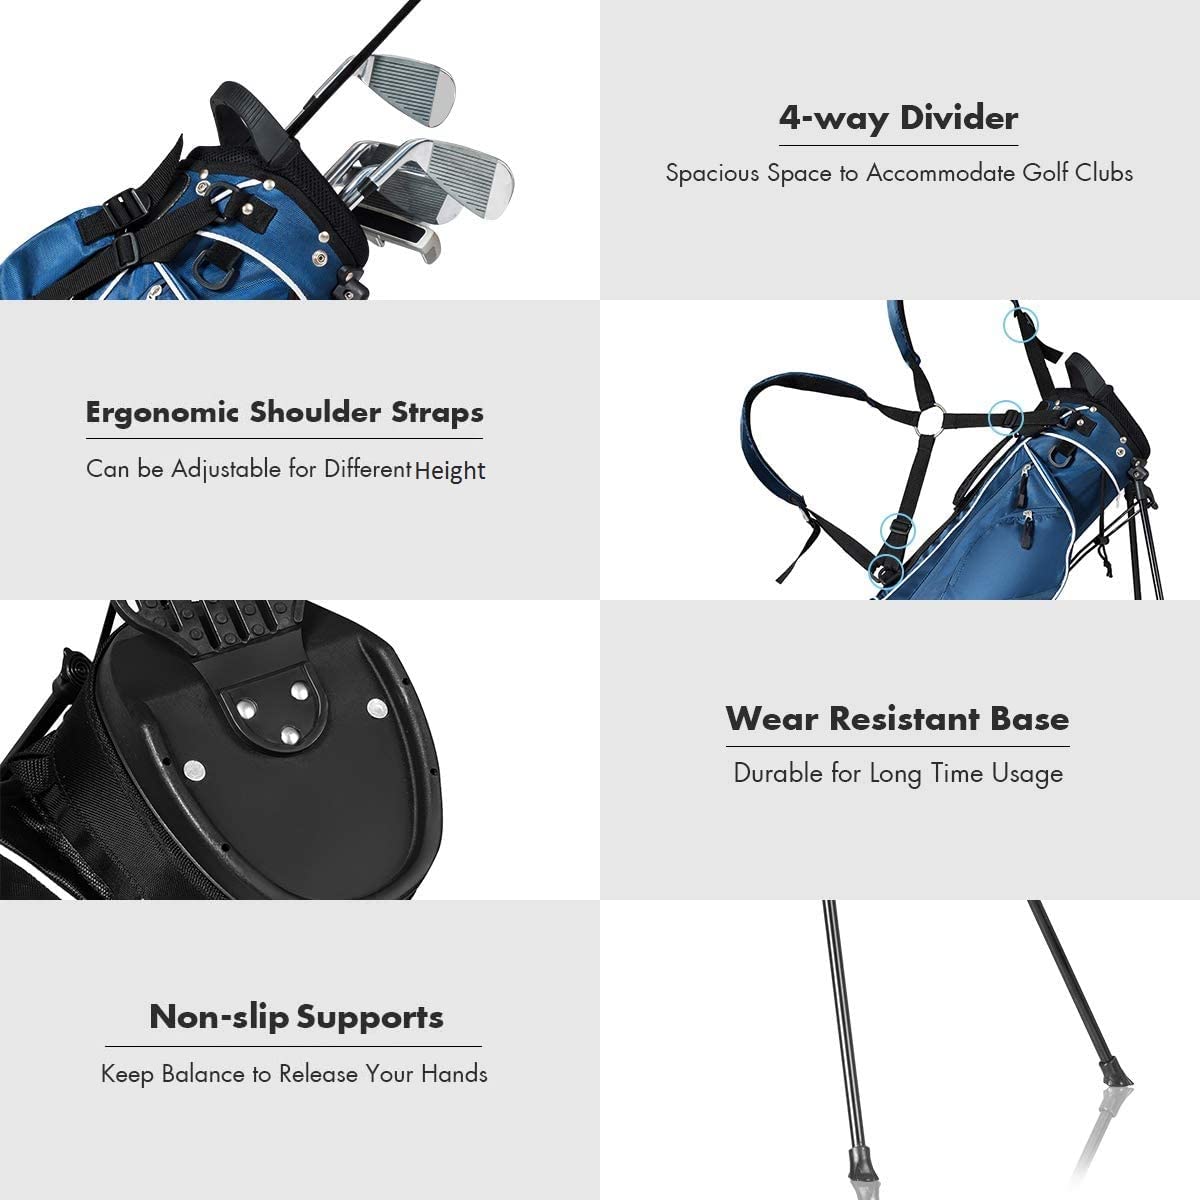 4-way Divider
Spacious Space to Accommodate Golf Clubs
Ergonomic Shoulder Straps
Can be Adjustable for Different Height
Wear Resistant Base
Durable for Long Time Usage
Non-slip Supports
Keep Balance to Release Your Hands